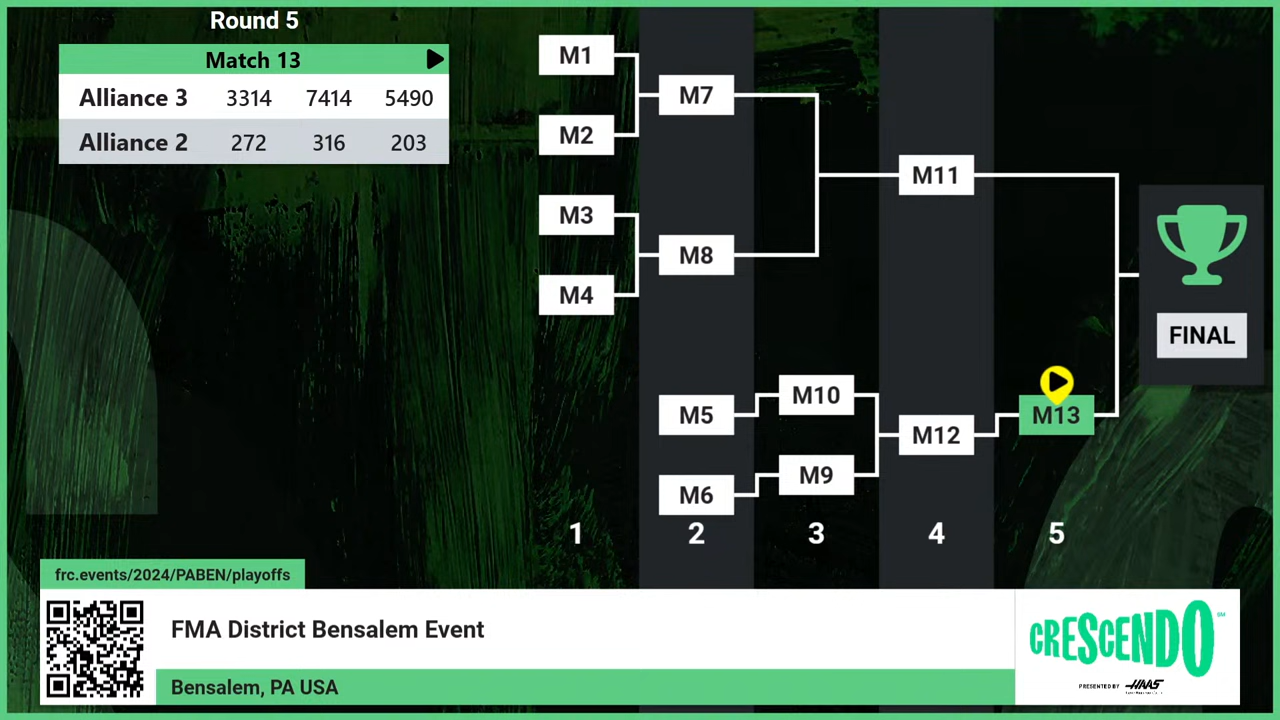 Round 5
Match 13
Alliance 3 3314 7414 5490
Alliance 2 272 316 203
M1
M2
M3
M4
M7
M8
M5
M6
M10
M9
M11
M12
M13
FINAL
1 2 3 4 5
frc.events/2024/PABEN/playoffs
FMA District Bensalem Event
Bensalem, PA USA
CRESCENDO SM
PRESENTED BY HAAS